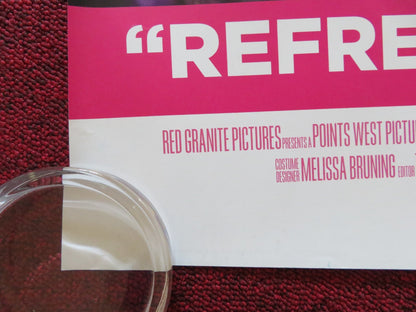 “REFRE
RED GRANITE PICTURES PRESENTS A POINTS WEST PICTU
COSTUME DESIGNER MELISSA BRUNING EDITOR